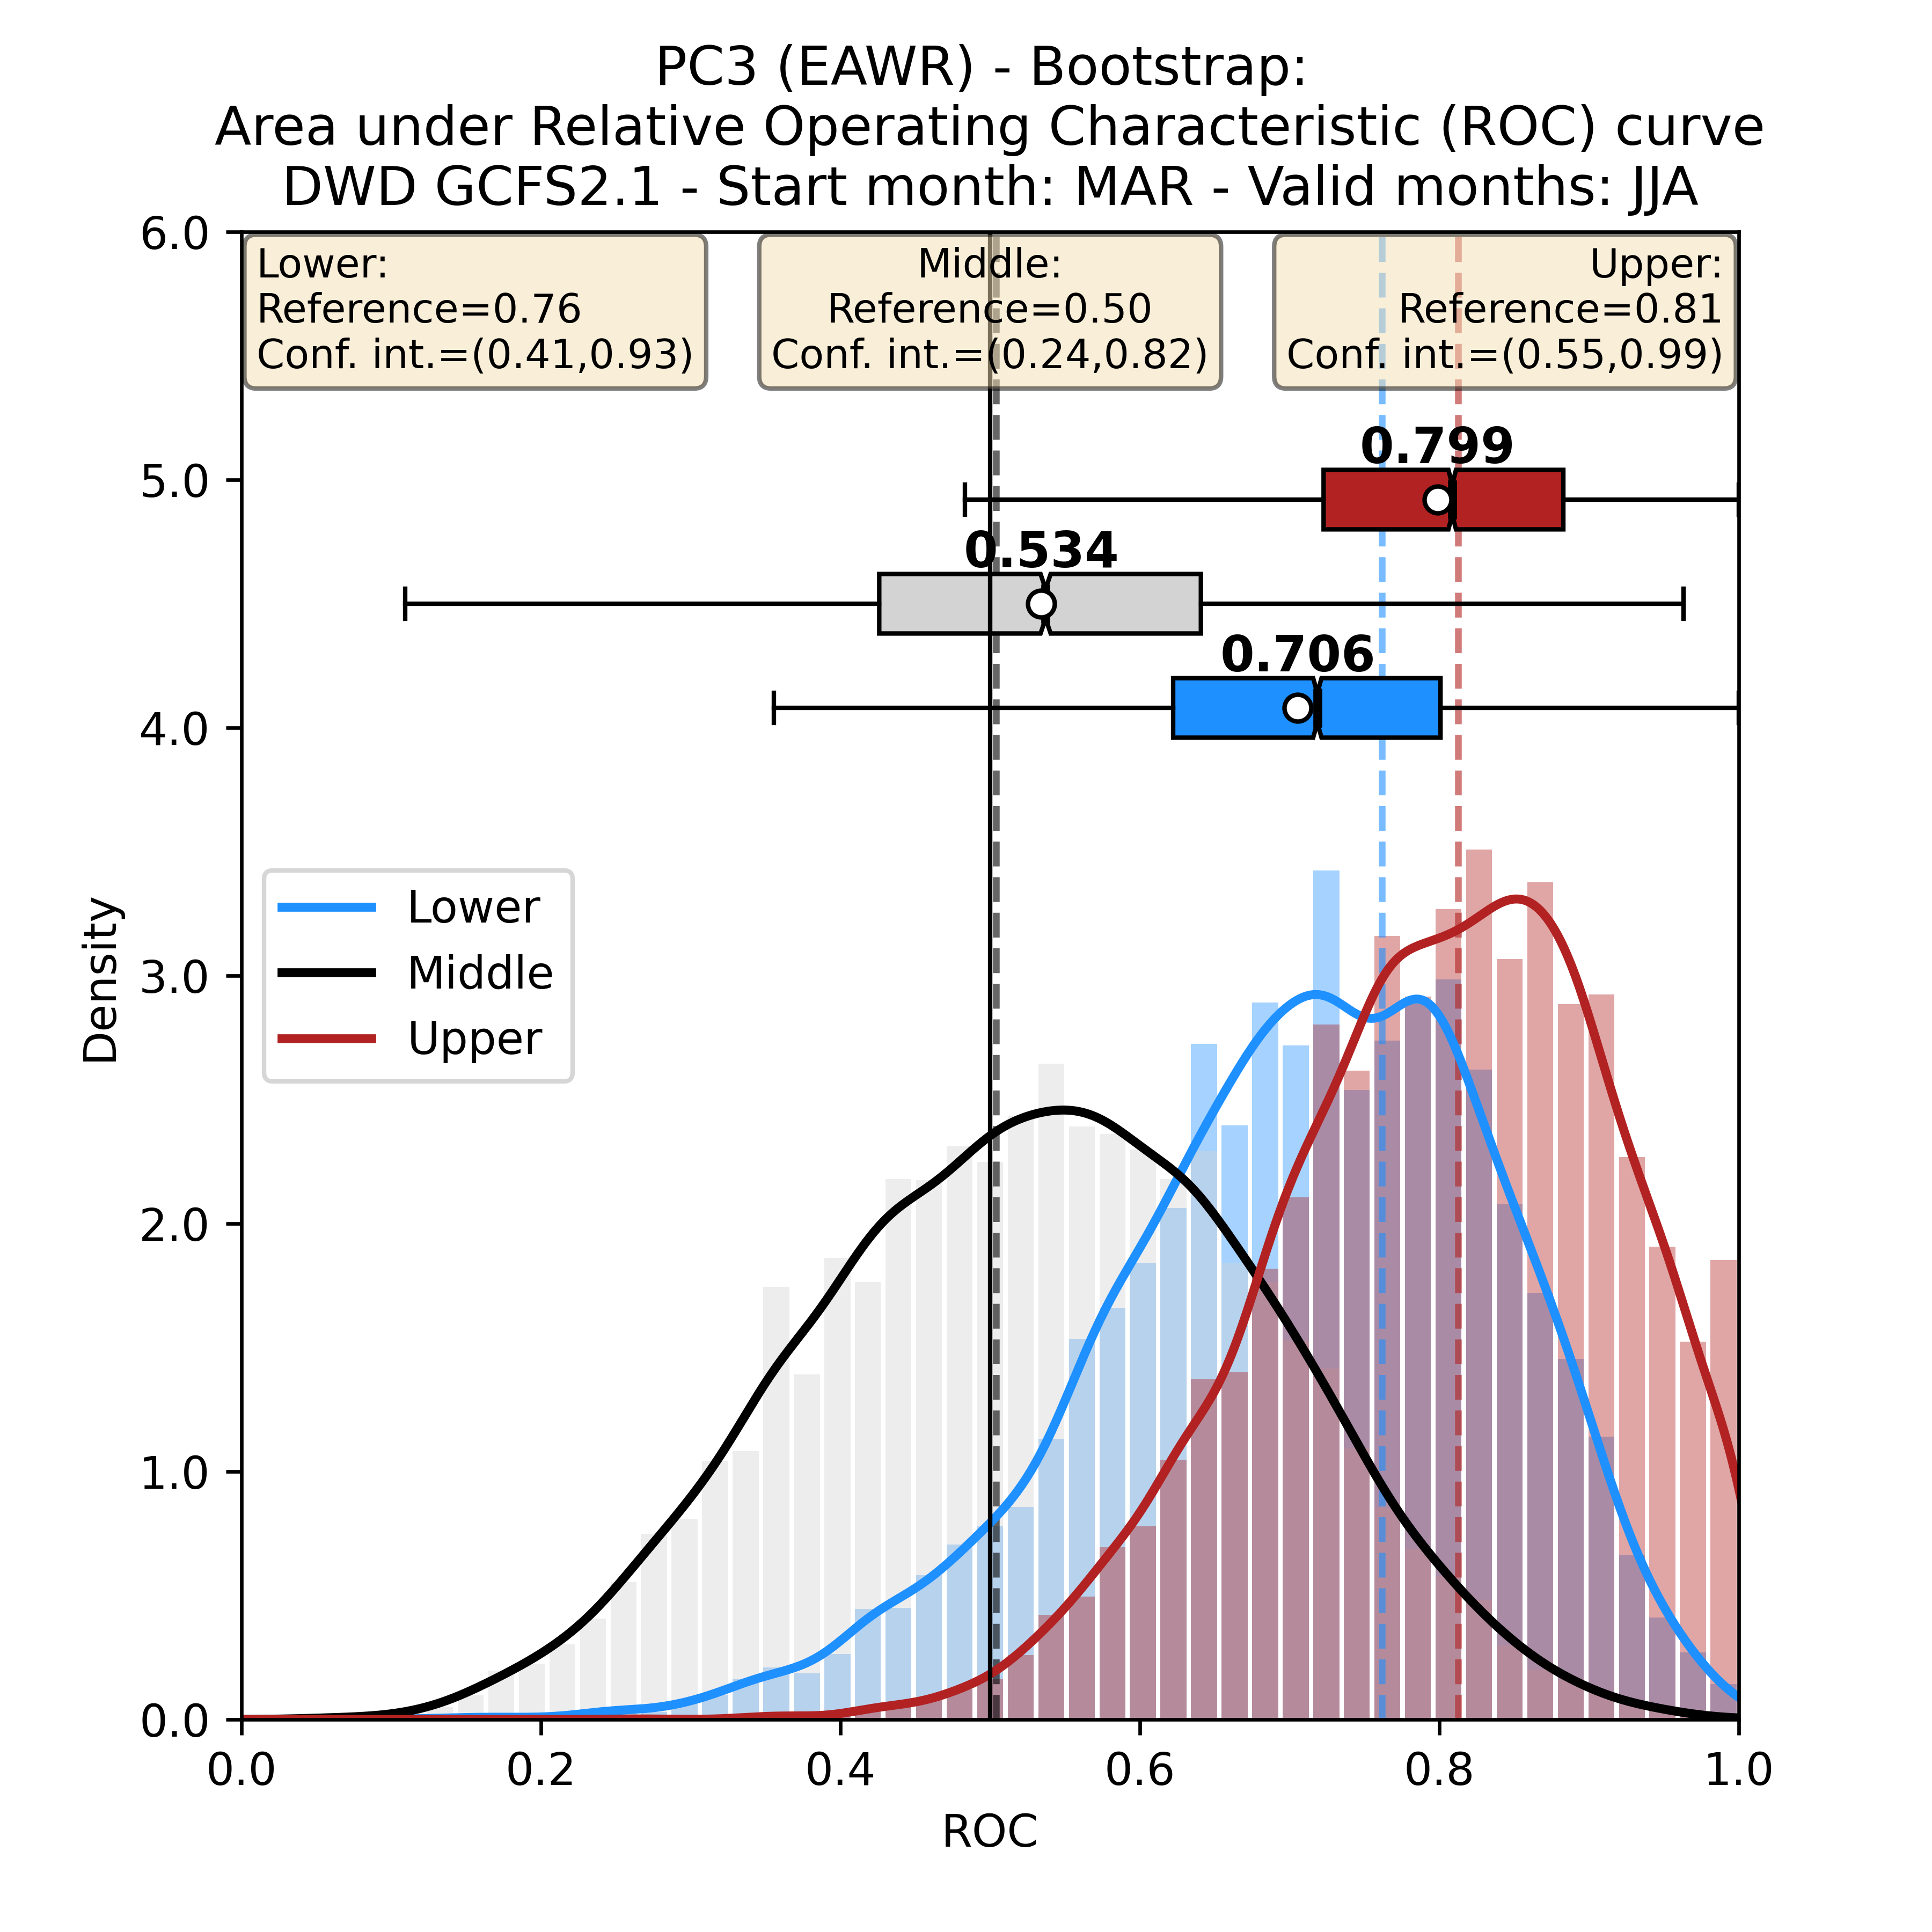 PC3 (EAWR) - Bootstrap:
Area under Relative Operating Characteristic (ROC) curve
DWD GCFS2.1 - Start month: MAR - Valid months: JJA
Lower:
Reference=0.76
Conf. int.=(0.41,0.93)
Middle:
Reference=0.50
Conf. int.=(0.24,0.82)
Upper:
Reference=0.81
Conf. int.=(0.55,0.99)
0.799
0.534
0.706
Lower
Middle
Upper
Density
6.0
5.0
4.0
3.0
2.0
1.0
0.0
0.0
0.2
0.4
0.6
0.8
1.0
ROC